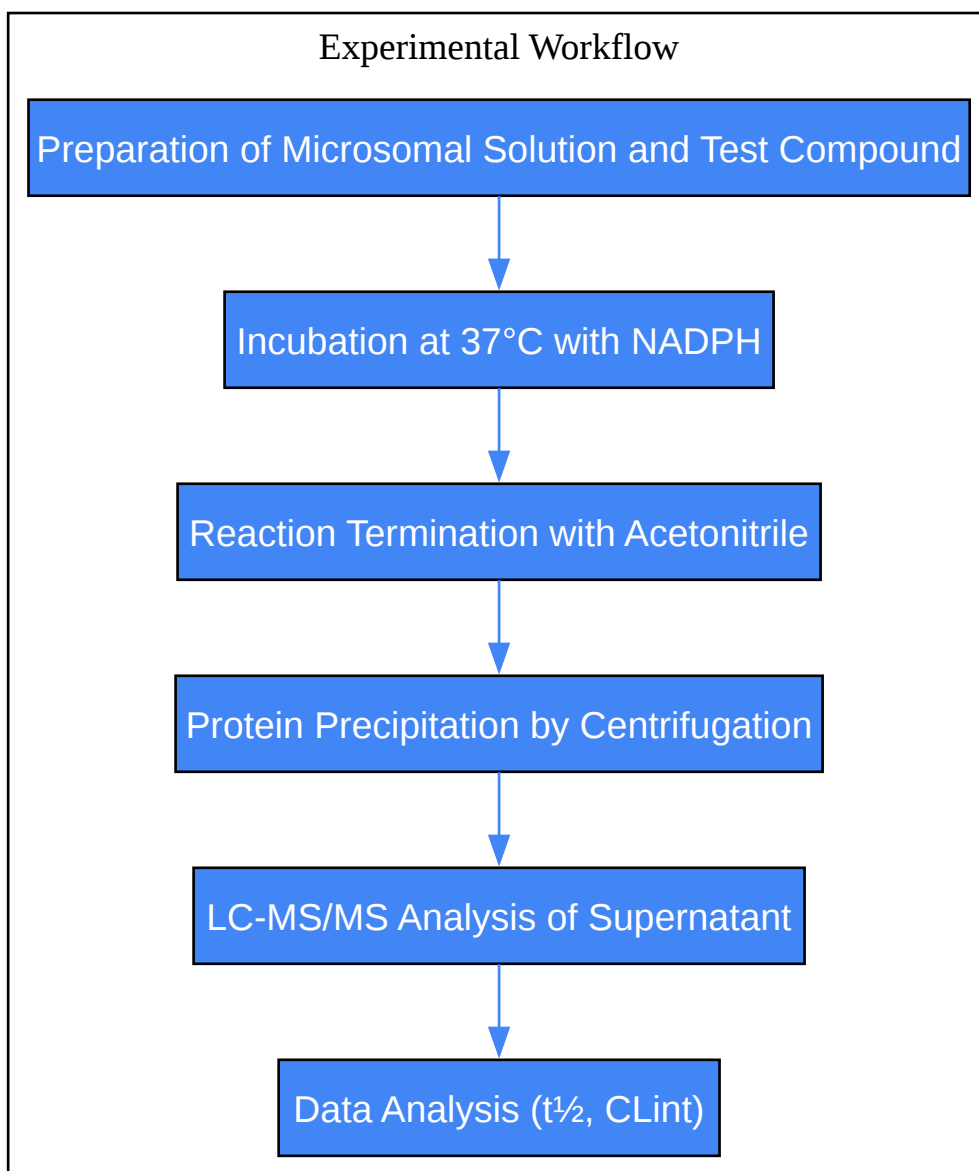 Experimental Workflow
Preparation of Microsomal Solution and Test Compound
Incubation at 37°C with NADPH
Reaction Termination with Acetonitrile
Protein Precipitation by Centrifugation
LC-MS/MS Analysis of Supernatant
Data Analysis (t½, CLint)